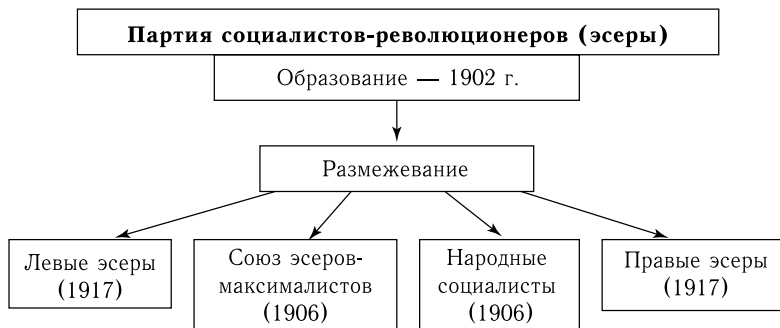 Партия социалистов-революционеров (эсеры)
Образование — 1902 г.
Размежевание
Левые эсеры
(1917)
Союз эсеров-
максималистов
(1906)
Народные
социалисты
(1906)
Правые эсеры
(1917)